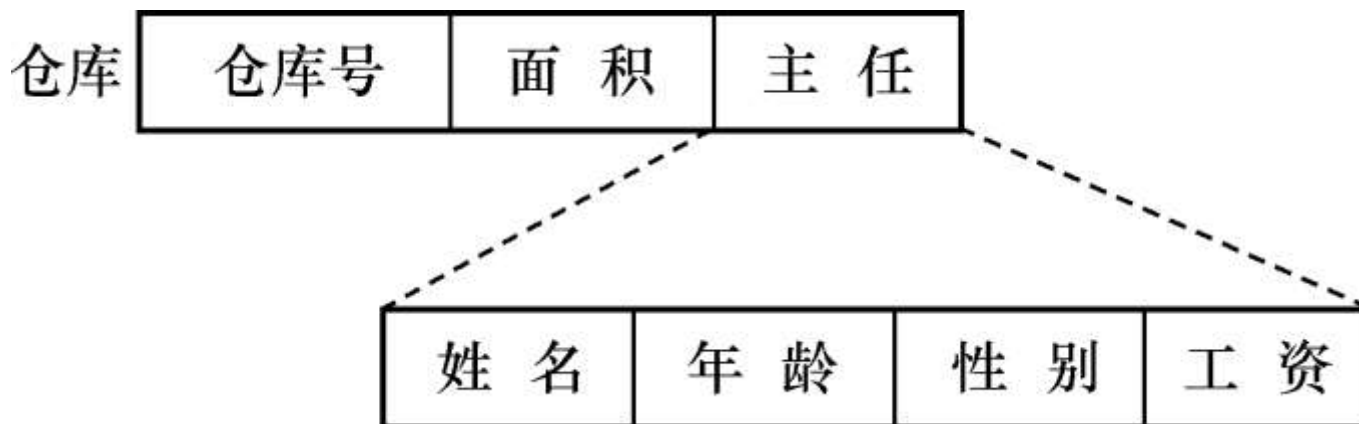 仓库 仓库号 面 积 主 任
姓 名 年 龄 性 别 工 资